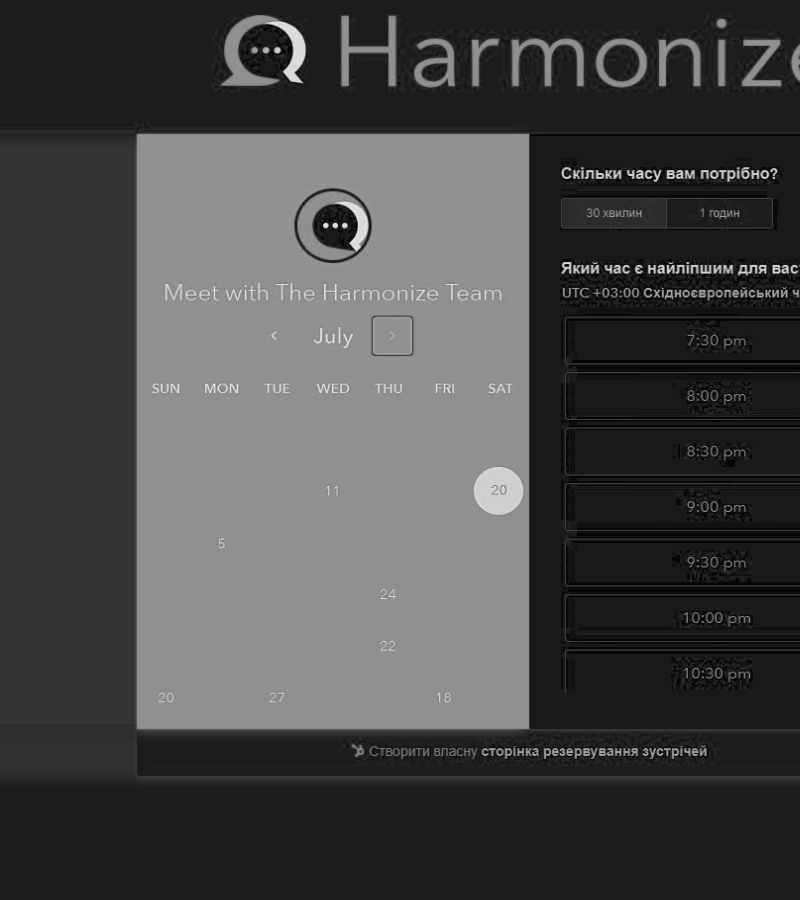 Harmonize
Meet with The Harmonize Team
July
SUN MON TUE WED THU FRI SAT
11 20
5
24
22
20 27 18
Скільки часу вам потрібно?
30 хвилин 1 годин
Який час є найліпшим для вас
UTC +03:00 Східноєвропейський ч
7:30 pm
8:00 pm
8:30 pm
9:00 pm
9:30 pm
10:00 pm
10:30 pm
Створити власну сторінка резервування зустрічей